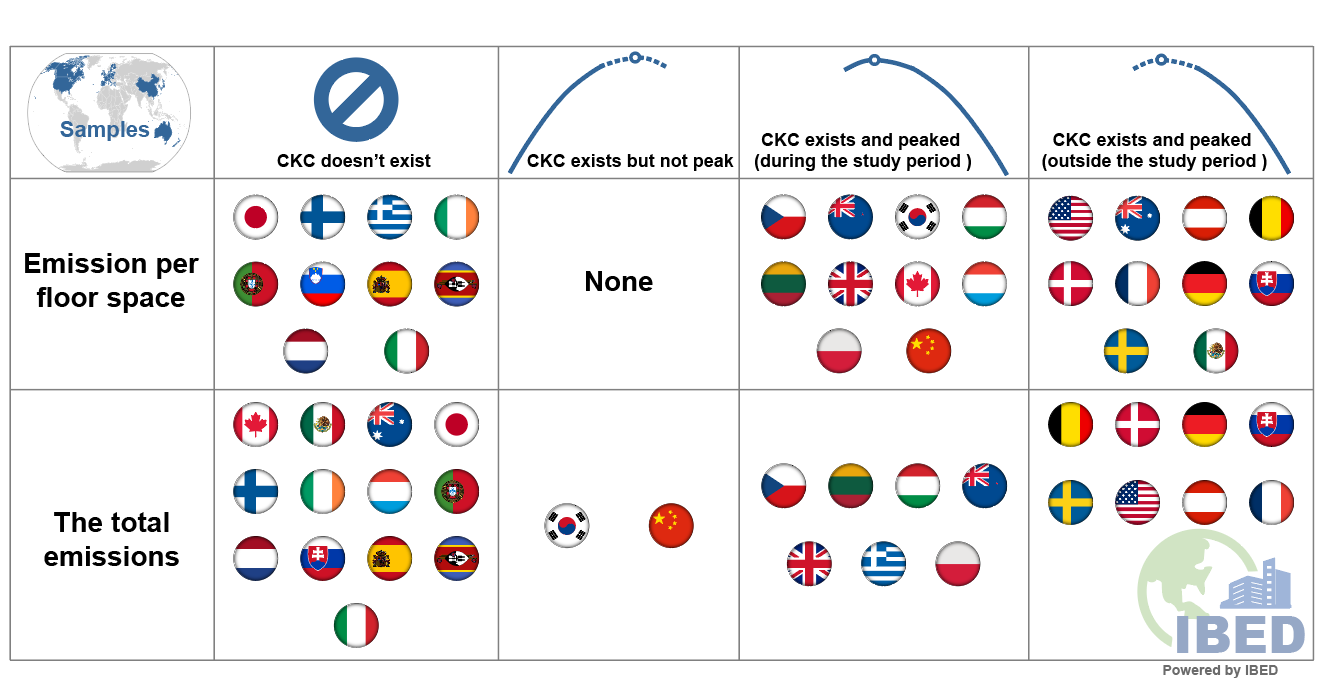 Samples
CKC doesn’t exist
CKC exists but not peak
CKC exists and peaked
(during the study period )
CKC exists and peaked
(outside the study period )
Emission per
floor space
None
The total
emissions
IBED
Powered by IBED